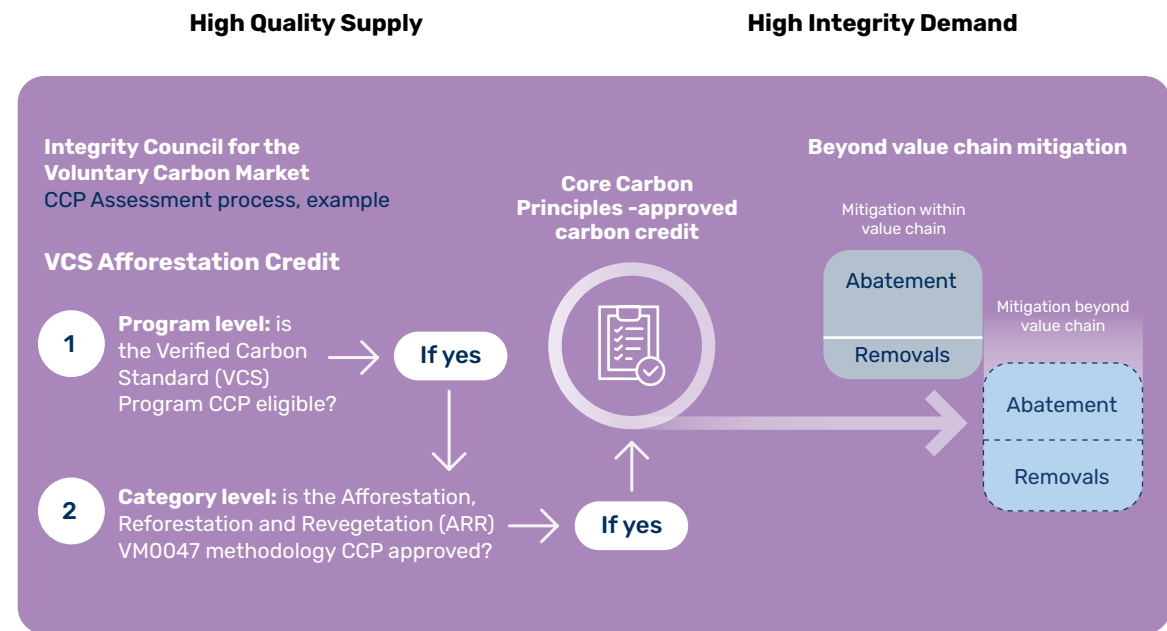 High Quality Supply
High Integrity Demand
Integrity Council for the
Voluntary Carbon Market
CCP Assessment process, example
VCS Afforestation Credit
1
Program level: is
the Verified Carbon
Standard (VCS)
Program CCP eligible?
If yes
2
Category level: is the Afforestation,
Reforestation and Revegetation (ARR)
VM0047 methodology CCP approved?
If yes
Core Carbon
Principles -approved
carbon credit
Beyond value chain mitigation
Mitigation within
value chain
Abatement
Removals
Mitigation beyond
value chain
Abatement
Removals